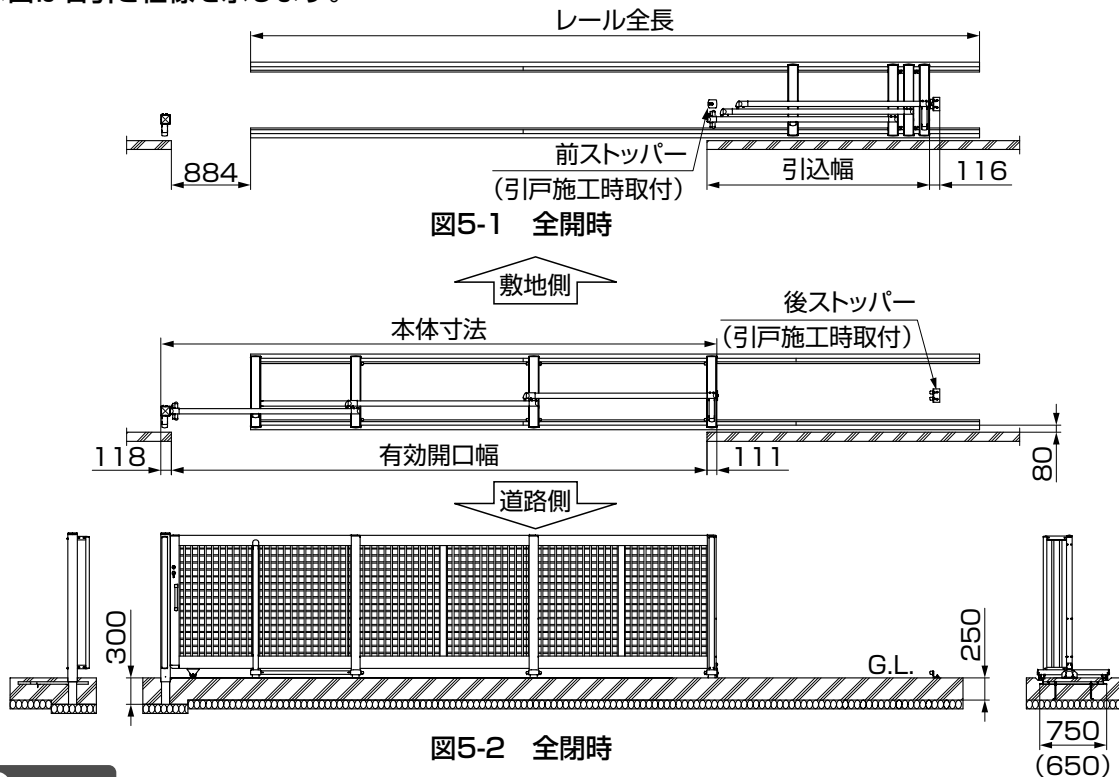 図は右引き仕様を示します。
レール全長
884
前ストッパー
(引戸施工時取付)
引込幅
116
図5-1 全開時
敷地側
後ストッパー
(引戸施工時取付)
本体寸法
118
有効開口幅
111
80
道路側
300
250
G.L.
750
(650)
図5-2 全閉時